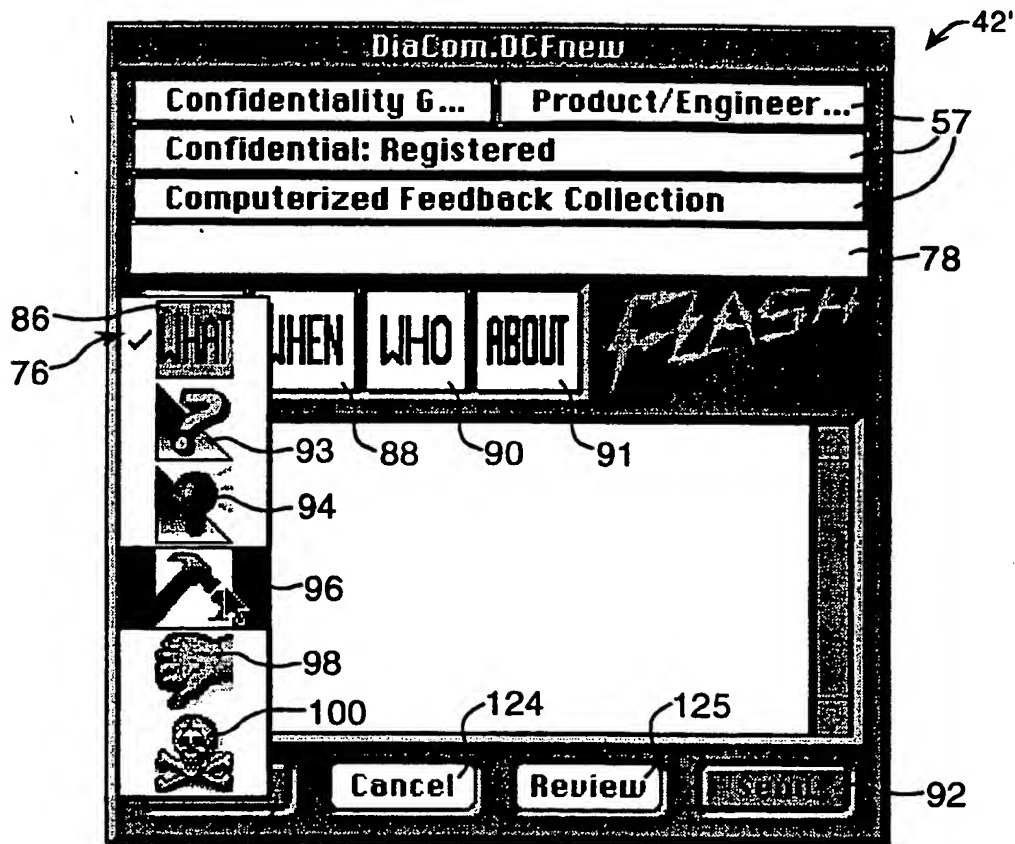 42'
DiaCom.DCFnew
Confidentiality & ...
Product/Engineer...
57
Confidential: Registered
Computerized Feedback Collection
78
86
76
WHAT
WHEN
WHO
ABOUT
FLASH
93
88
90
91
94
96
98
100
124
125
Cancel
Review
Send
92